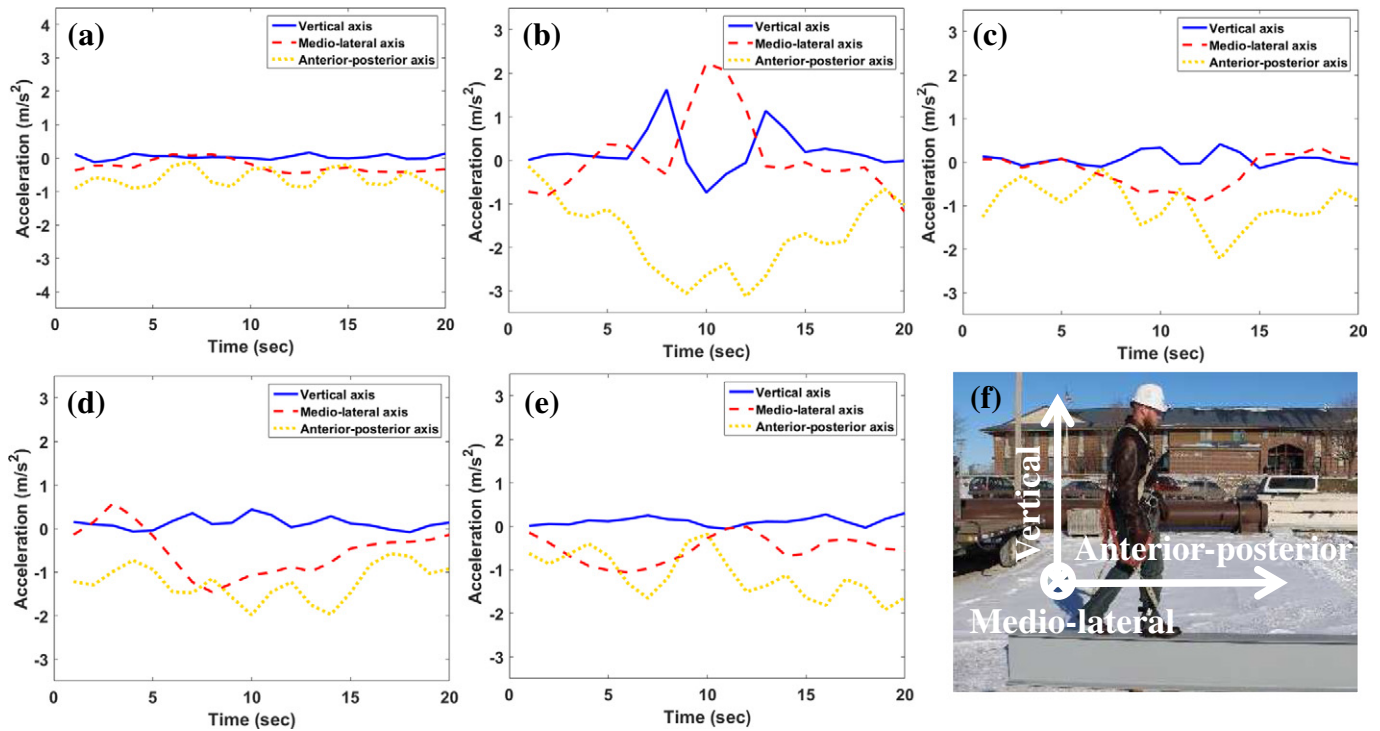 (a)
Vertical axis
Medio-lateral axis
Anterior-posterior axis
Acceleration (m/s²)
4
3
2
1
0
-1
-2
-3
-4
0 5 10 15 20
Time (sec)
(b)
Vertical axis
Medio-lateral axis
Anterior-posterior axis
Acceleration (m/s²)
3
2
1
0
-1
-2
-3
0 5 10 15 20
Time (sec)
(c)
Vertical axis
Medio-lateral axis
Anterior-posterior axis
Acceleration (m/s²)
3
2
1
0
-1
-2
-3
0 5 10 15 20
Time (sec)
(d)
Vertical axis
Medio-lateral axis
Anterior-posterior axis
Acceleration (m/s²)
3
2
1
0
-1
-2
-3
0 5 10 15 20
Time (sec)
(e)
Vertical axis
Medio-lateral axis
Anterior-posterior axis
Acceleration (m/s²)
3
2
1
0
-1
-2
-3
0 5 10 15 20
Time (sec)
(f)
Vertical
Anterior-posterior
Medio-lateral